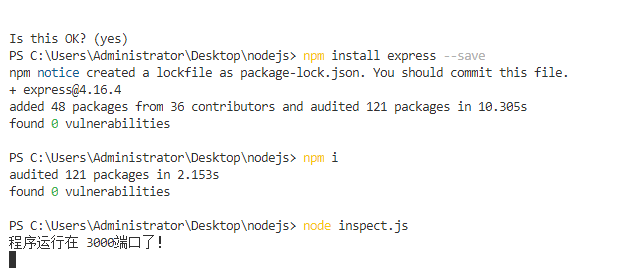 Is this OK? (yes)
PS C:\Users\Administrator\Desktop\nodejs> npm install express --save
npm notice created a lockfile as package-lock.json. You should commit this file.
+ express@4.16.4
added 48 packages from 36 contributors and audited 121 packages in 10.305s
found 0 vulnerabilities
PS C:\Users\Administrator\Desktop\nodejs> npm i
audited 121 packages in 2.153s
found 0 vulnerabilities
PS C:\Users\Administrator\Desktop\nodejs> node inspect.js
程序运行在 3000端口了!